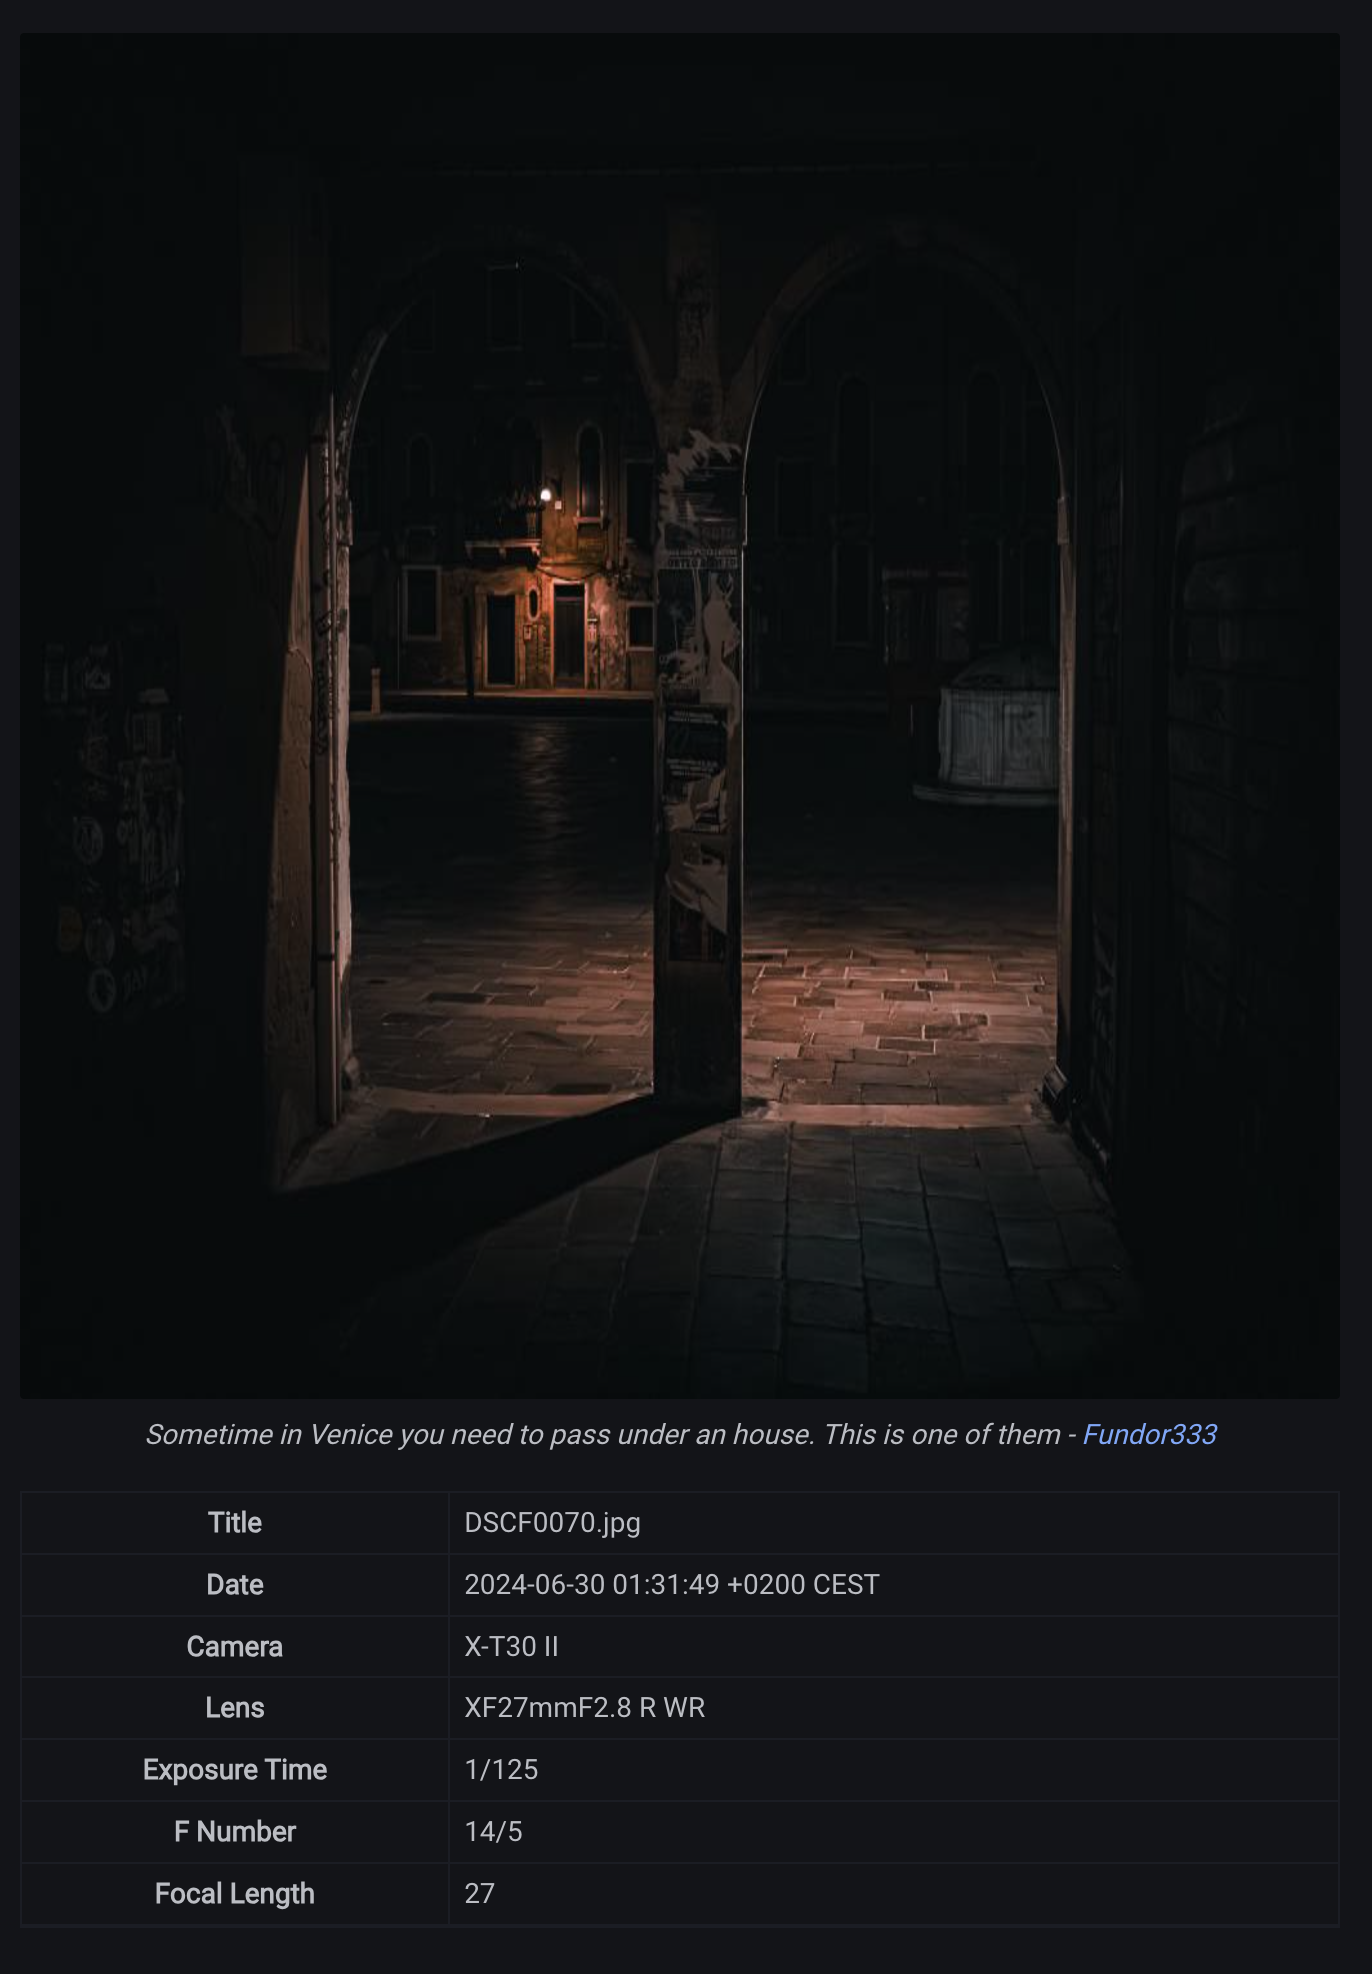 Sometime in Venice you need to pass under an house. This is one of them - Fundor333
Title DSCF0070.jpg
Date 2024-06-30 01:31:49 +0200 CEST
Camera X-T30 II
Lens XF27mmF2.8 R WR
Exposure Time 1/125
F Number 14/5
Focal Length 27